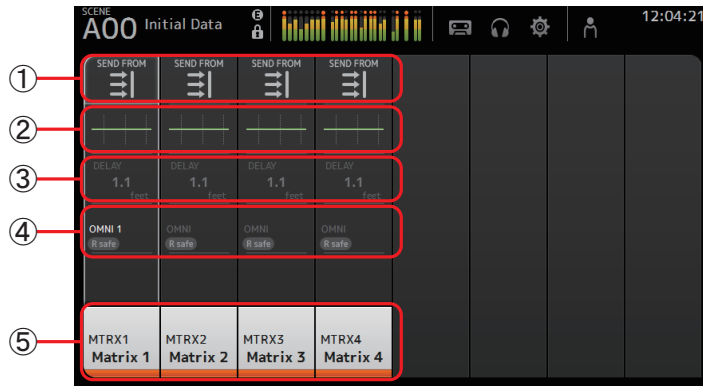 SCENE
A00 Initial Data
E
12:04:21
① SEND FROM SEND FROM SEND FROM SEND FROM
②
③ DELAY DELAY DELAY DELAY
1.1 1.1 1.1 1.1
feet feet feet feet
④ OMNI 1 OMNI OMNI OMNI
R safe R safe R safe R safe
⑤ MTRX1 MTRX2 MTRX3 MTRX4
Matrix 1 Matrix 2 Matrix 3 Matrix 4